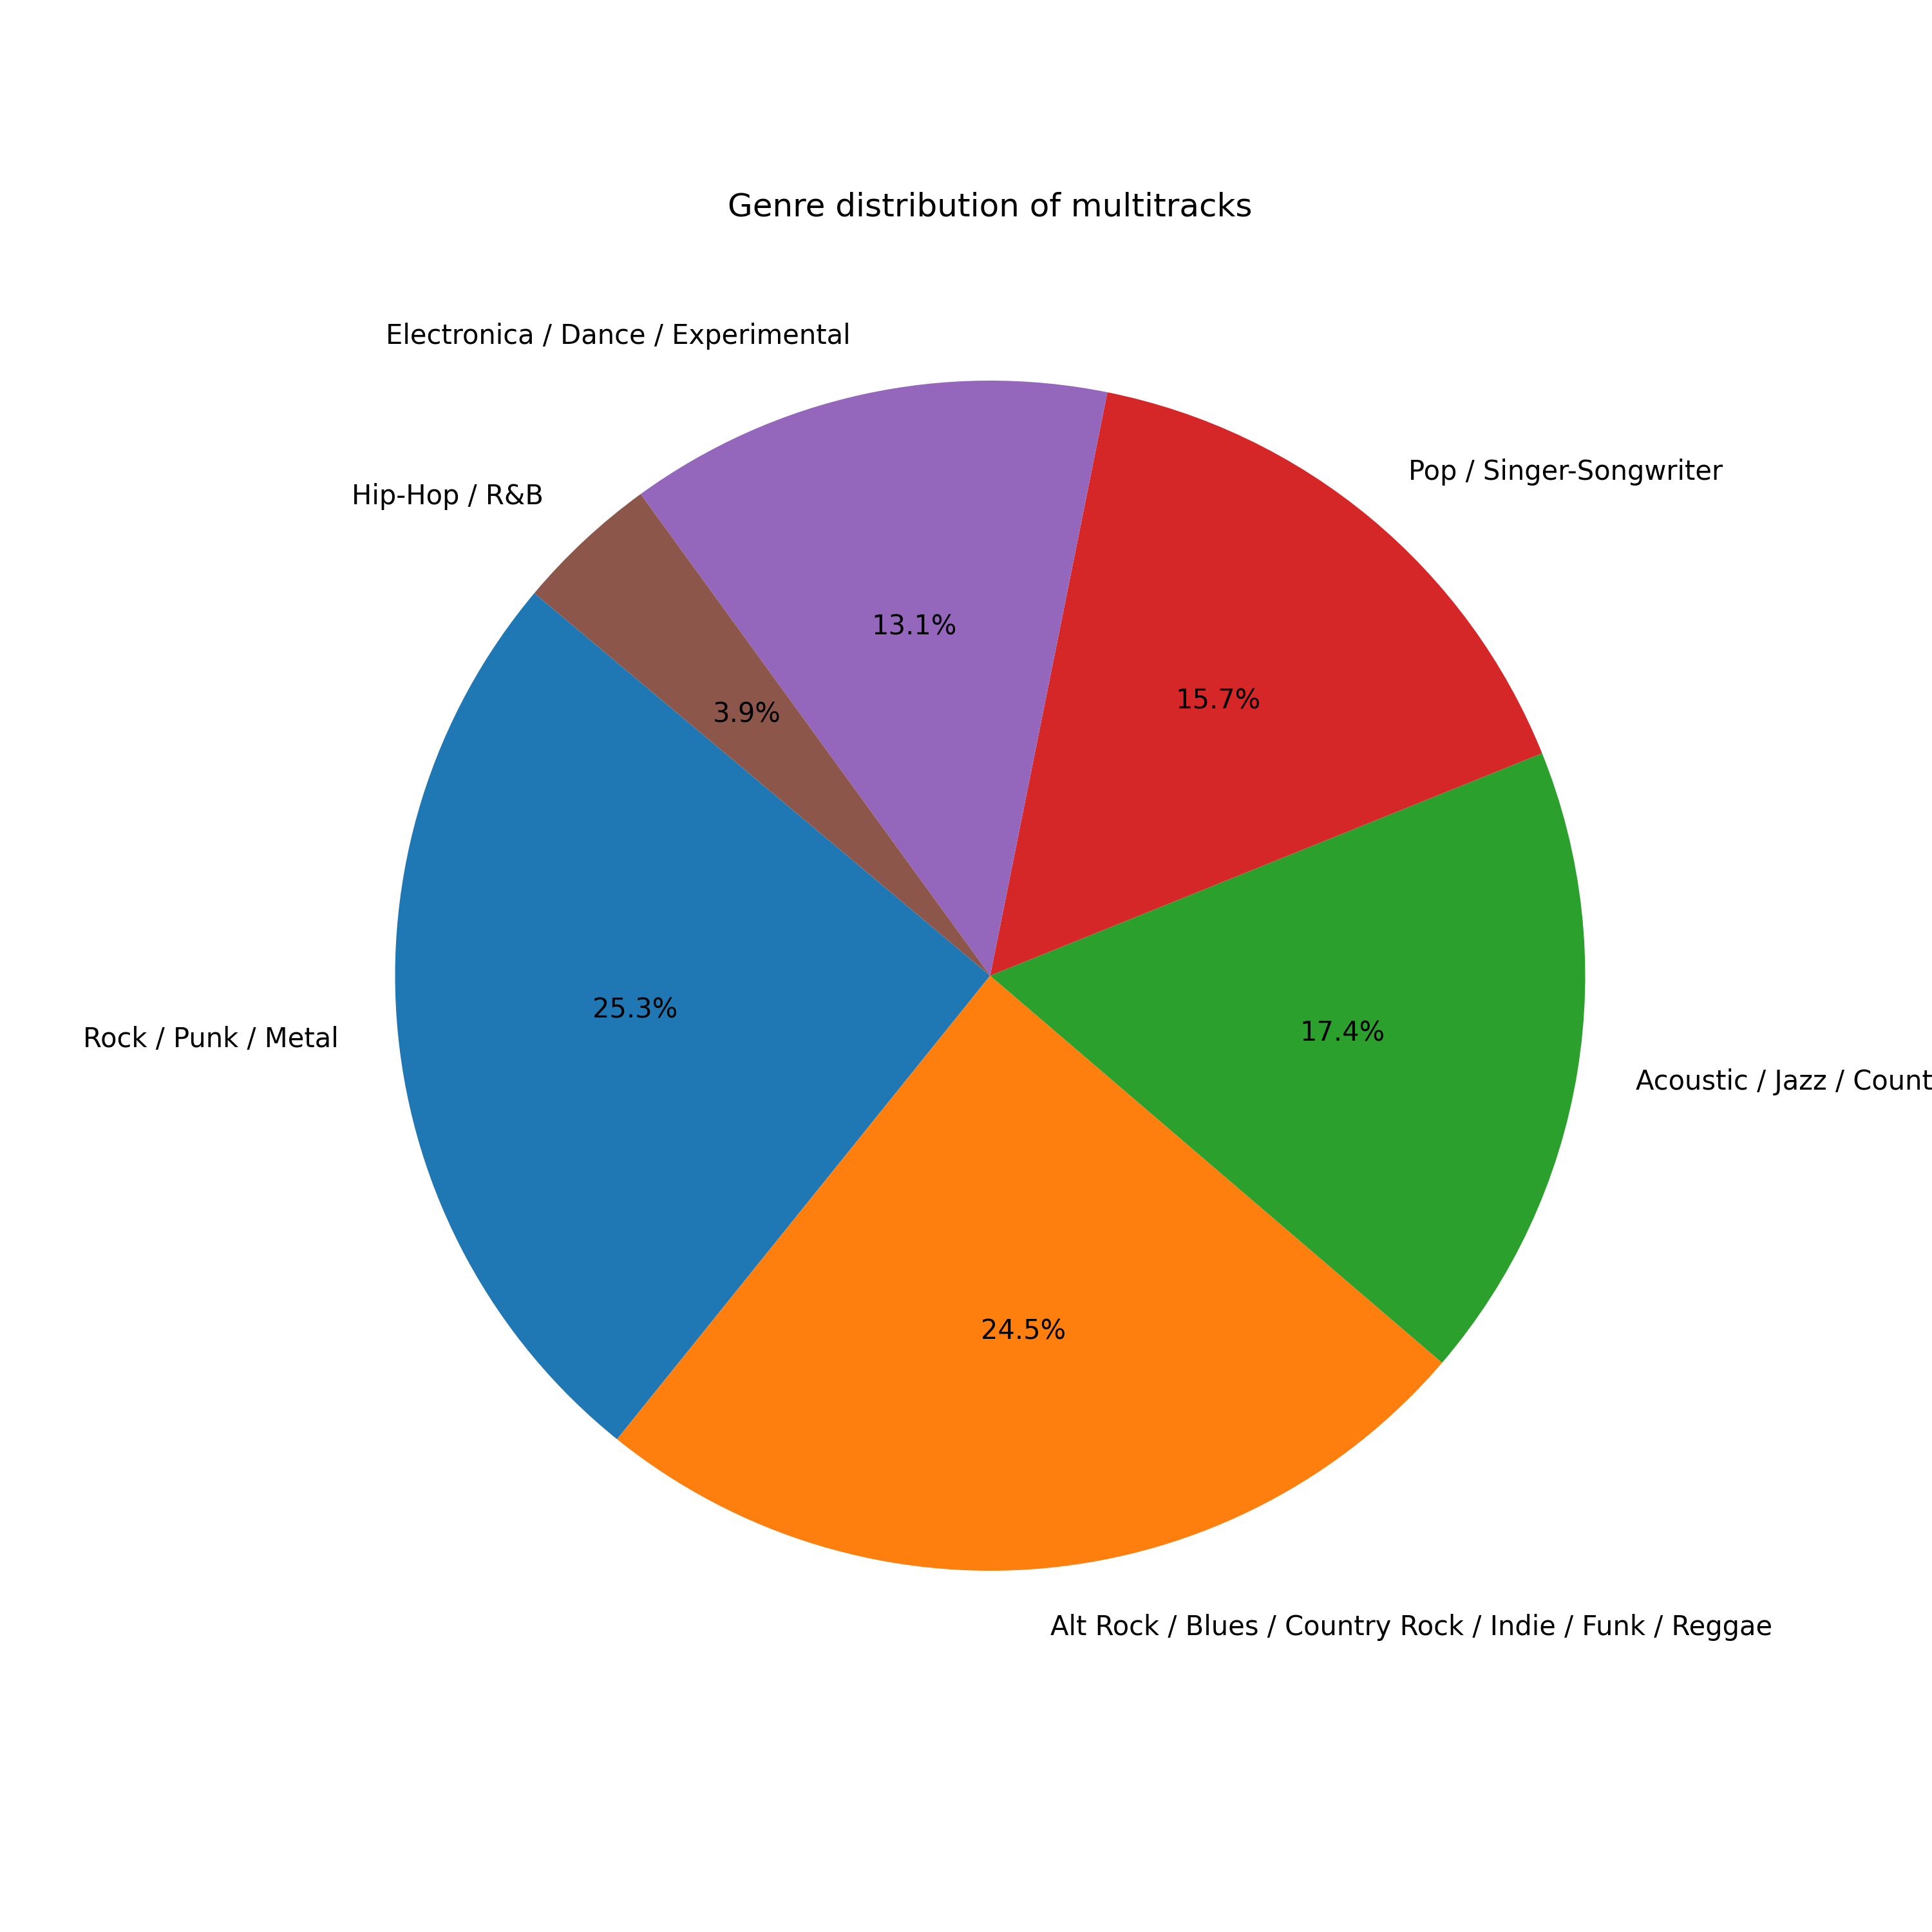 Genre distribution of multitracks
Electronica / Dance / Experimental
Pop / Singer-Songwriter
Hip-Hop / R&B
13.1%
15.7%
3.9%
25.3%
17.4%
Rock / Punk / Metal
Acoustic / Jazz / Count
24.5%
Alt Rock / Blues / Country Rock / Indie / Funk / Reggae